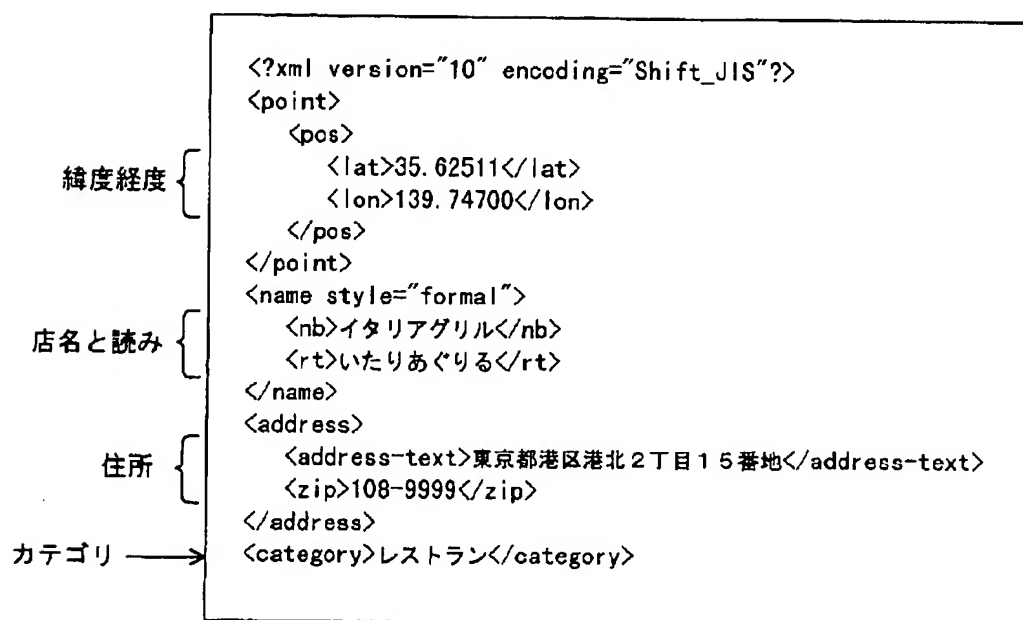 <?xml version="10" encoding="Shift_JIS"?>
<point>
<pos>
緯度経度
<lat>35.62511</lat>
<lon>139.74700</lon>
</pos>
</point>
<name style="formal">
店名と読み
<nb>イタリアグリル</nb>
<rt>いたりあぐりる</rt>
</name>
<address>
住所
<address-text>東京都港区港北2丁目15番地</address-text>
<zip>108-9999</zip>
</address>
カテゴリ
<category>レストラン</category>